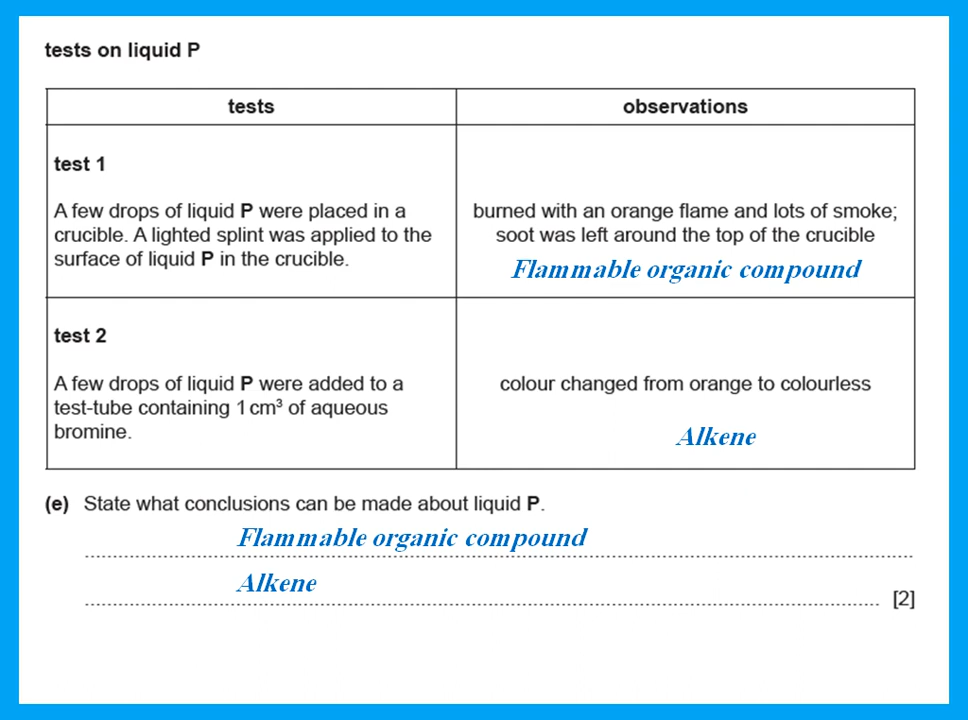 tests on liquid P
tests
observations
test 1
A few drops of liquid P were placed in a
crucible. A lighted splint was applied to the
surface of liquid P in the crucible.
burned with an orange flame and lots of smoke;
soot was left around the top of the crucible
Flammable organic compound
test 2
A few drops of liquid P were added to a
test-tube containing 1 cm³ of aqueous
bromine.
colour changed from orange to colourless
Alkene
(e) State what conclusions can be made about liquid P.
Flammable organic compound
Alkene
[2]